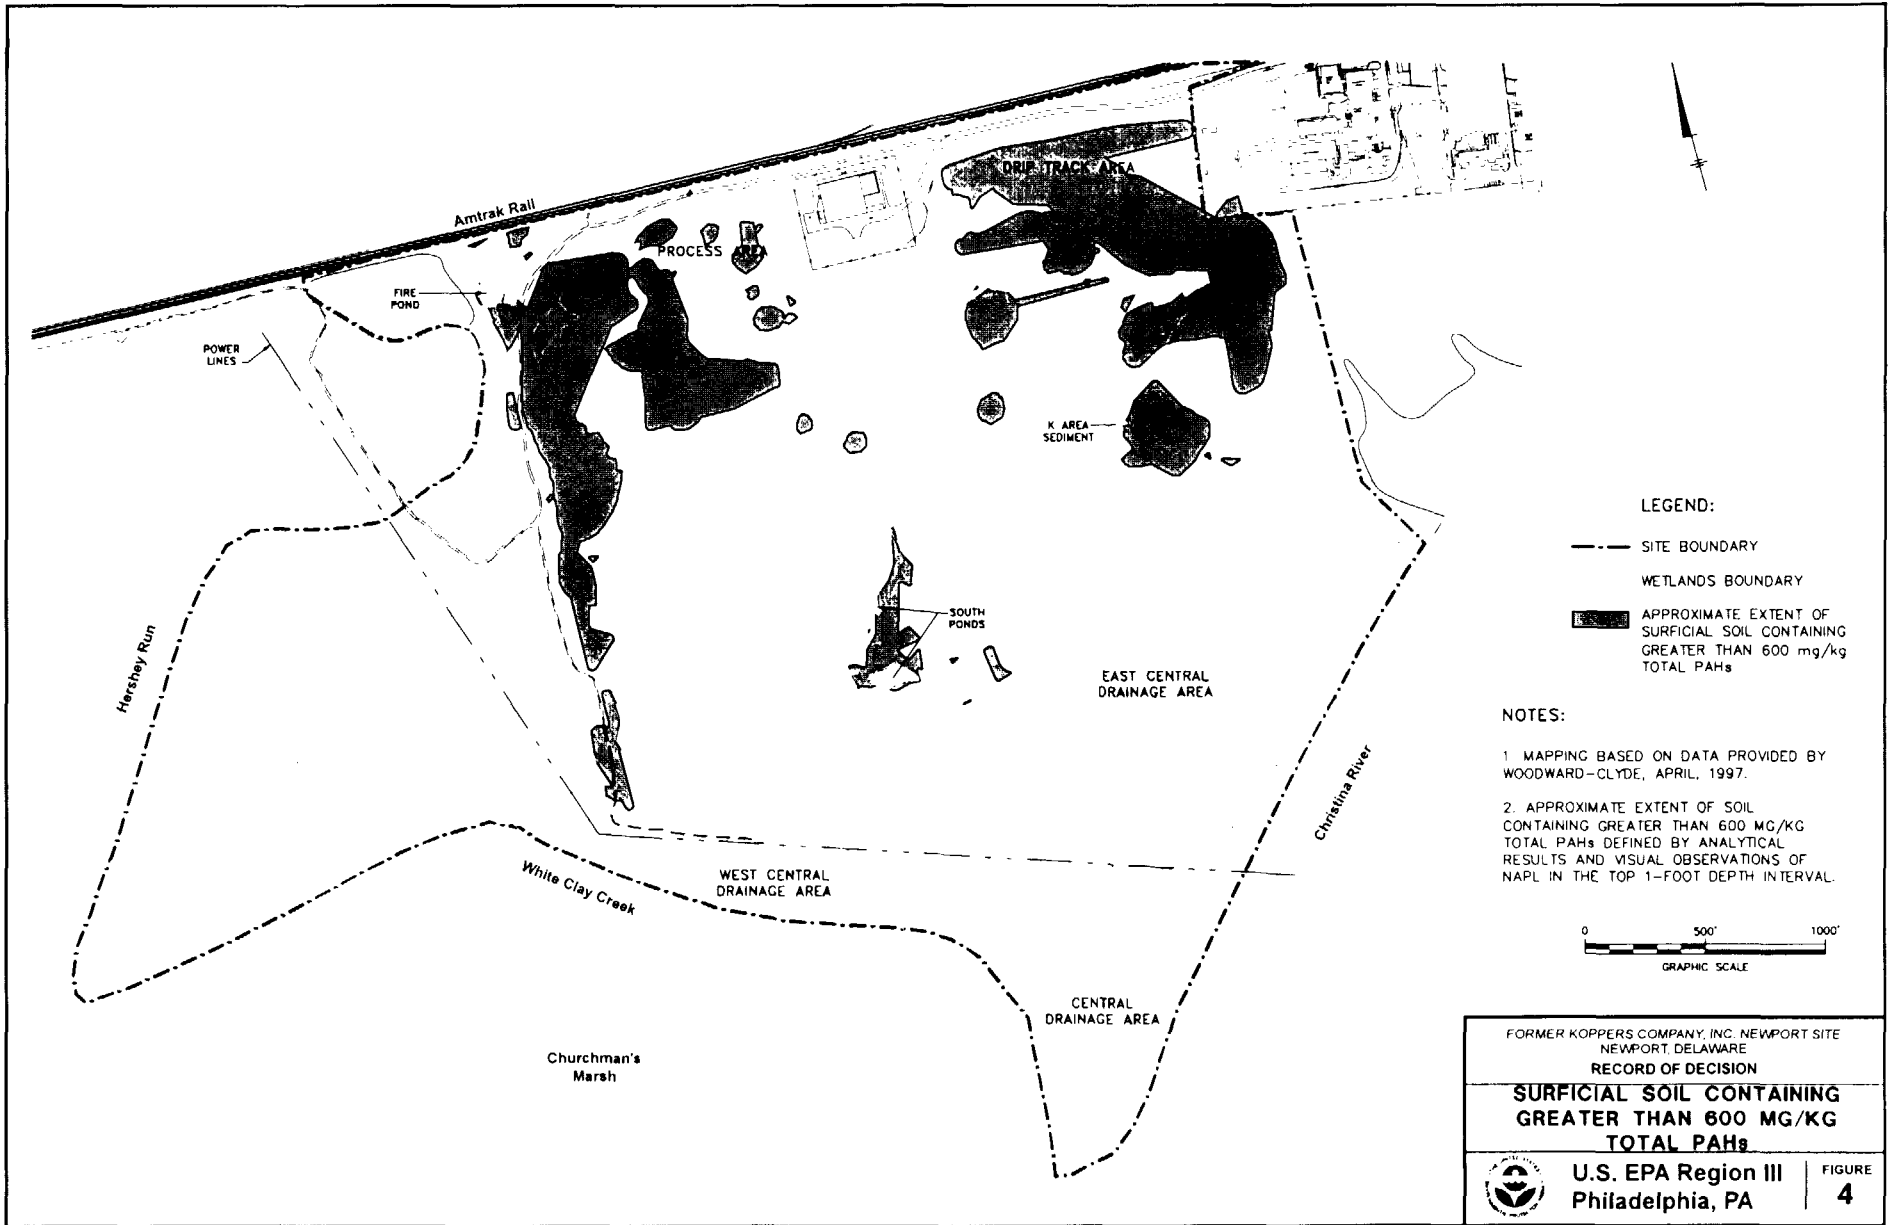 Amtrak Rail
DRIP TRACK AREA
PROCESS AREA
FIRE
POND
POWER
LINES
K AREA
SEDIMENT
SOUTH
PONDS
Hershey Run
EAST CENTRAL
DRAINAGE AREA
Christina River
WEST CENTRAL
DRAINAGE AREA
White Clay Creek
CENTRAL
DRAINAGE AREA
Churchman's
Marsh
LEGEND:
SITE BOUNDARY
WETLANDS BOUNDARY
APPROXIMATE EXTENT OF
SURFICIAL SOIL CONTAINING
GREATER THAN 600 mg/kg
TOTAL PAHs
NOTES:
1 MAPPING BASED ON DATA PROVIDED BY
WOODWARD-CLYDE, APRIL, 1997.
2. APPROXIMATE EXTENT OF SOIL
CONTAINING GREATER THAN 600 MG/KG
TOTAL PAHs DEFINED BY ANALYTICAL
RESULTS AND VISUAL OBSERVATIONS OF
NAPL IN THE TOP 1-FOOT DEPTH INTERVAL.
0 500' 1000'
GRAPHIC SCALE
FORMER KOPPERS COMPANY, INC. NEWPORT SITE
NEWPORT, DELAWARE
RECORD OF DECISION
SURFICIAL SOIL CONTAINING
GREATER THAN 600 MG/KG
TOTAL PAHs
U.S. EPA Region III
Philadelphia, PA
FIGURE
4